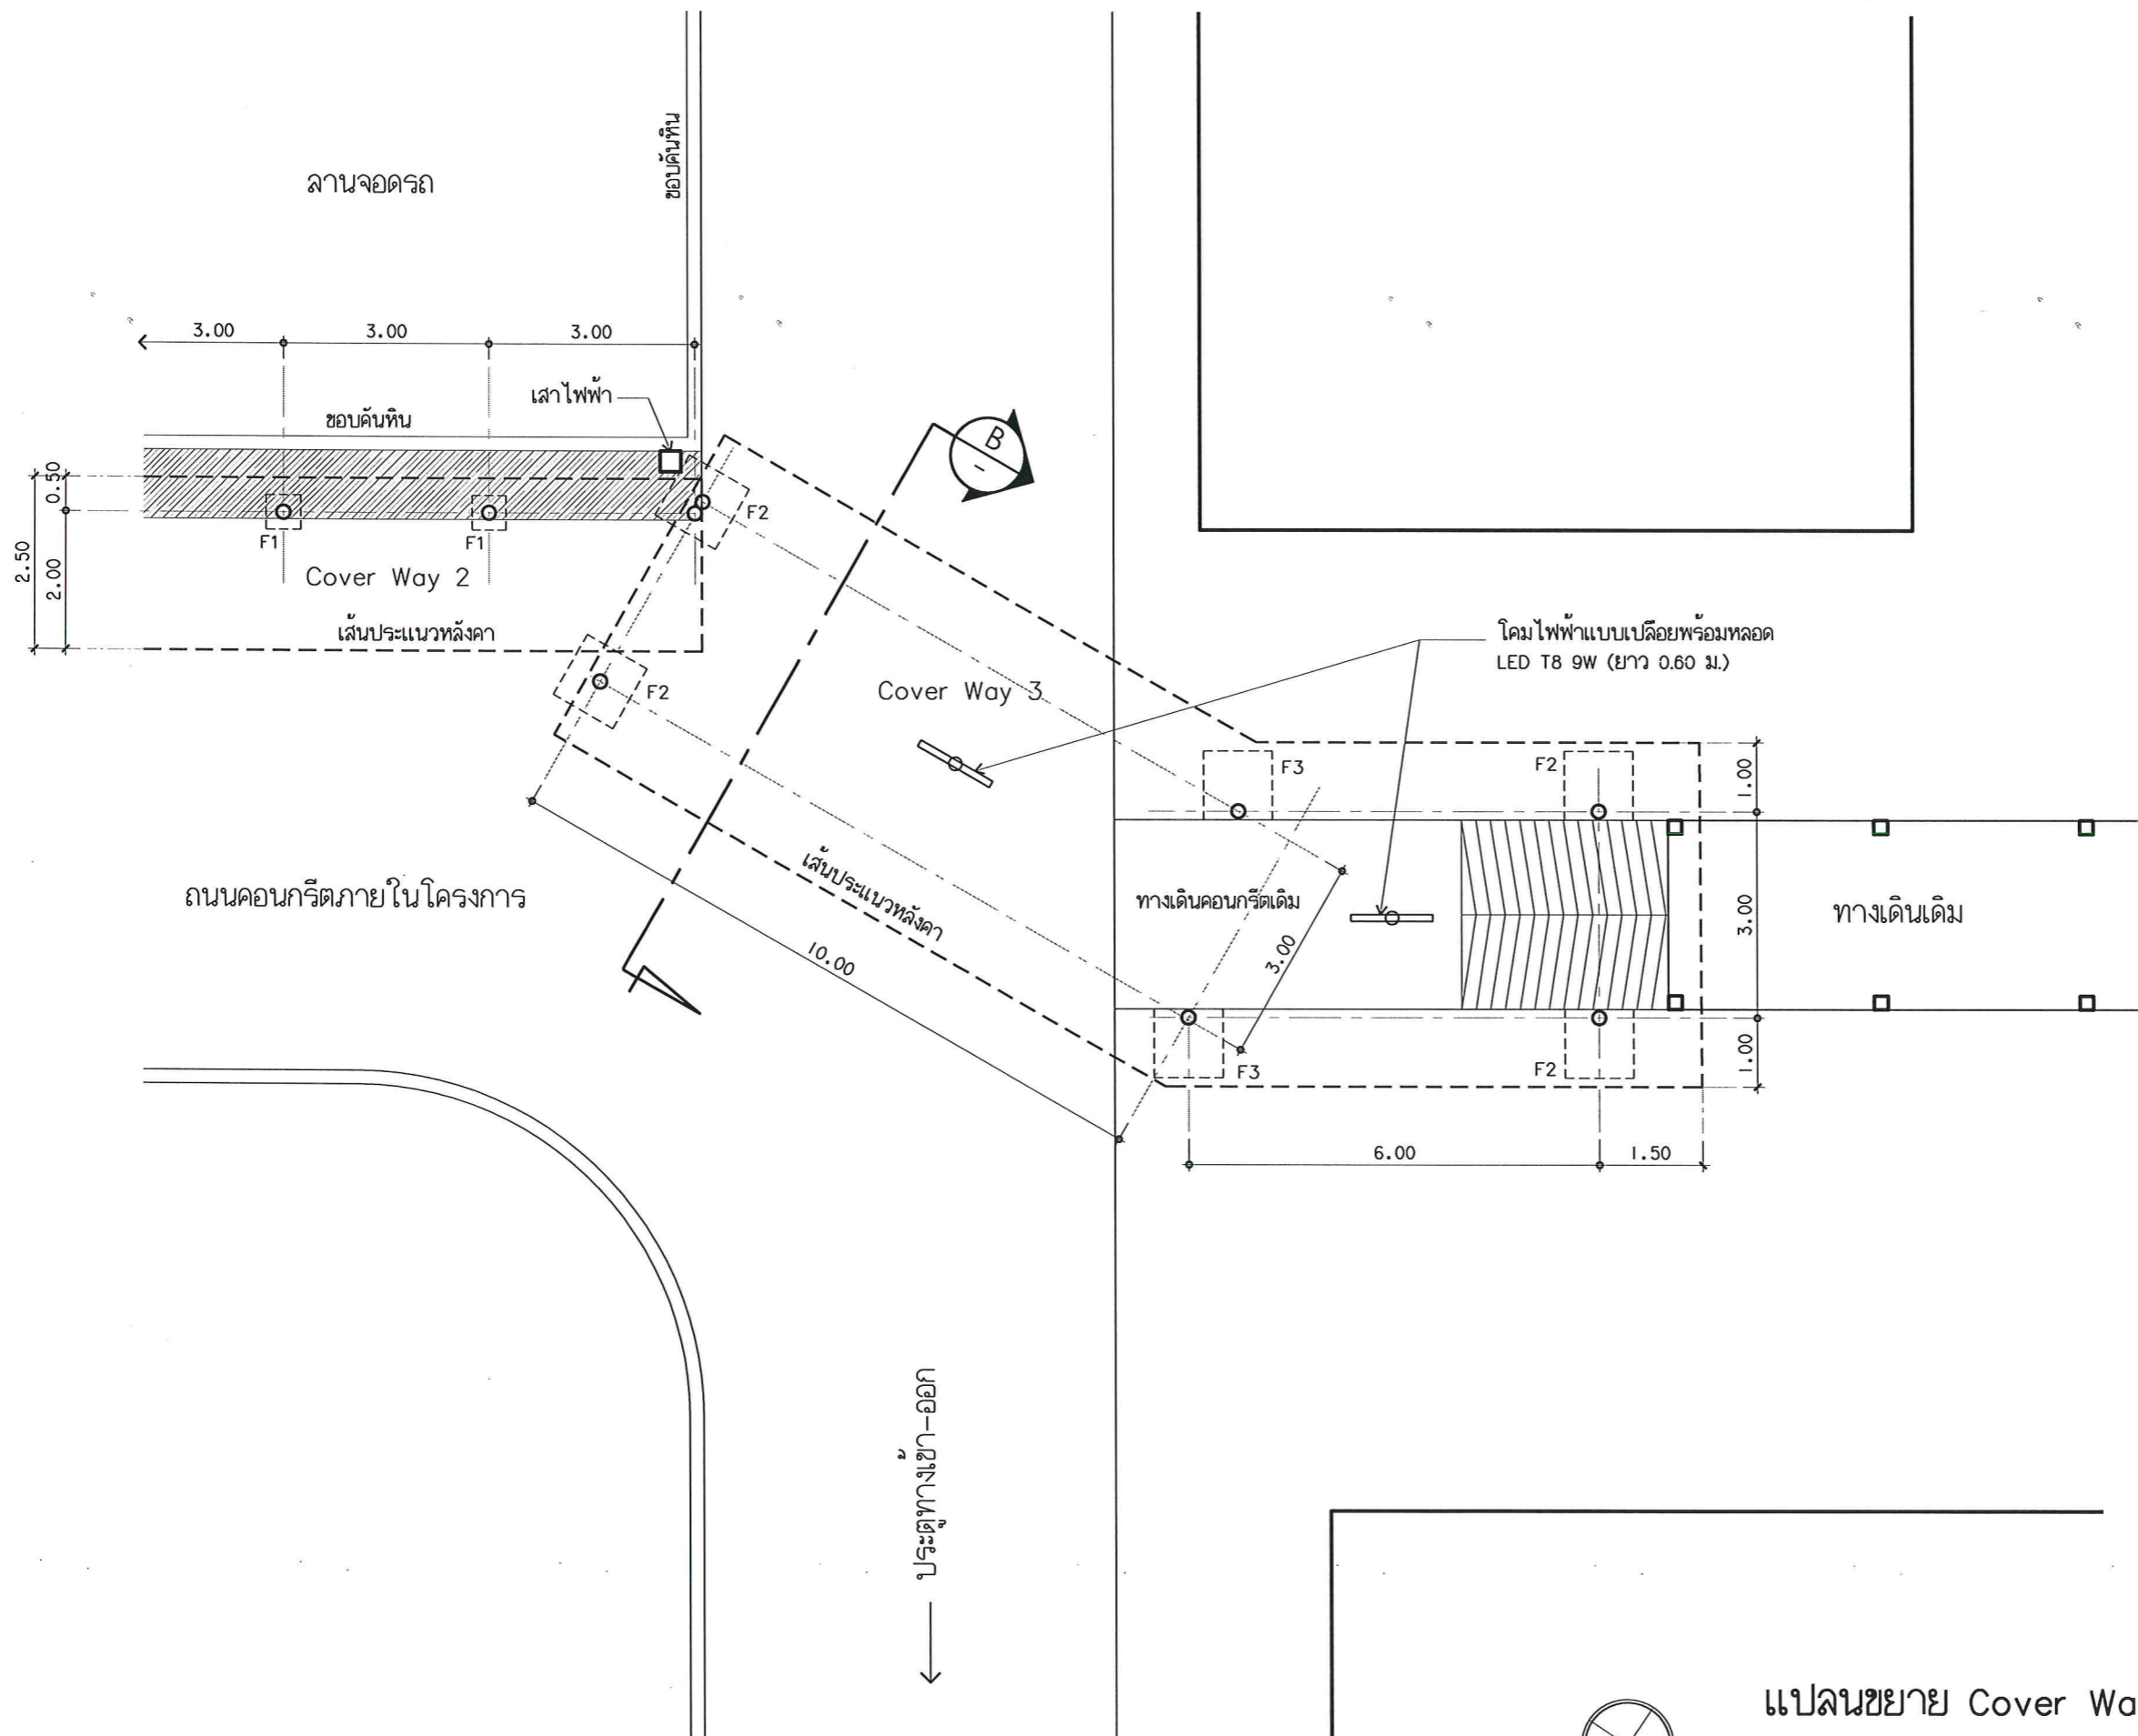 ขอบคันหิน
ลานจอดรถ
3.00
3.00
3.00
เสาไฟฟ้า
ขอบคันหิน
B
-
0.50
2.50
2.00
F1
F1
F2
Cover Way 2
เส้นประแนวหลังคา
F2
Cover Way 3
โคมไฟฟ้าแบบเปลือยพร้อมหลอด
LED T8 9W (ยาว 0.60 ม.)
F3
F2
1.00
เส้นประแนวหลังคา
ถนนคอนกรีตภายในโครงการ
ทางเดินคอนกรีตเดิม
3.00
ทางเดินเดิม
10.00
3.00
F3
F2
1.00
6.00
1.50
ประตูทางเข้า-ออก
แปลนขยาย Cover Wa